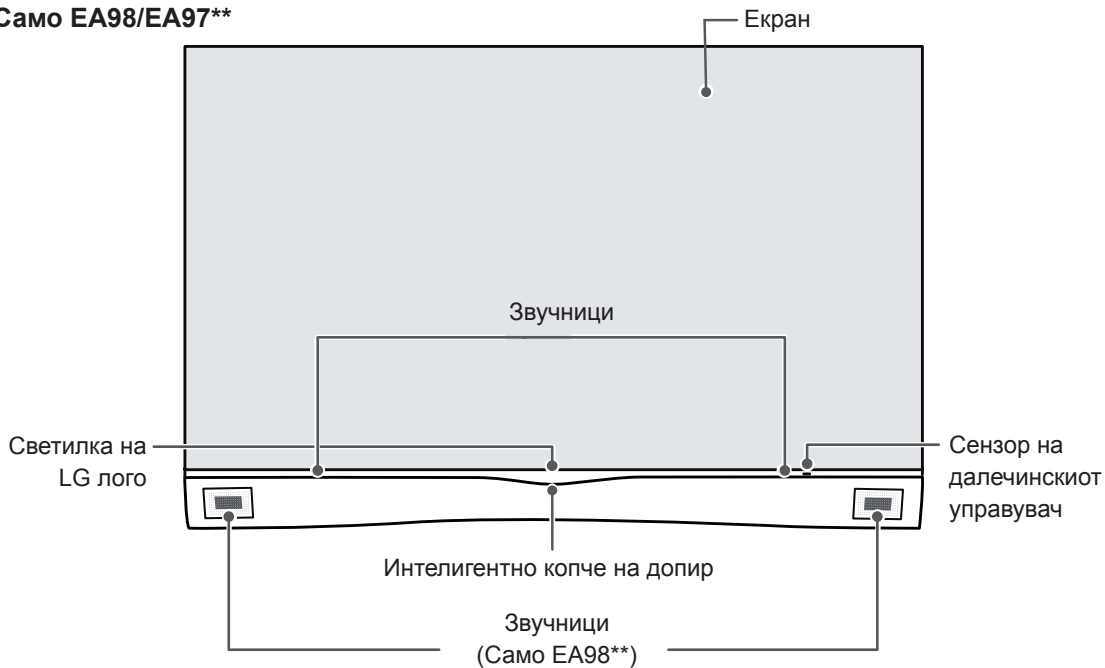 Само EA98/EA97**
Екран
Звучници
Светилка на
LG лого
Сензор на
далечинскиот
управувач
Интелигентно копче на допир
Звучници
(Само EA98**)